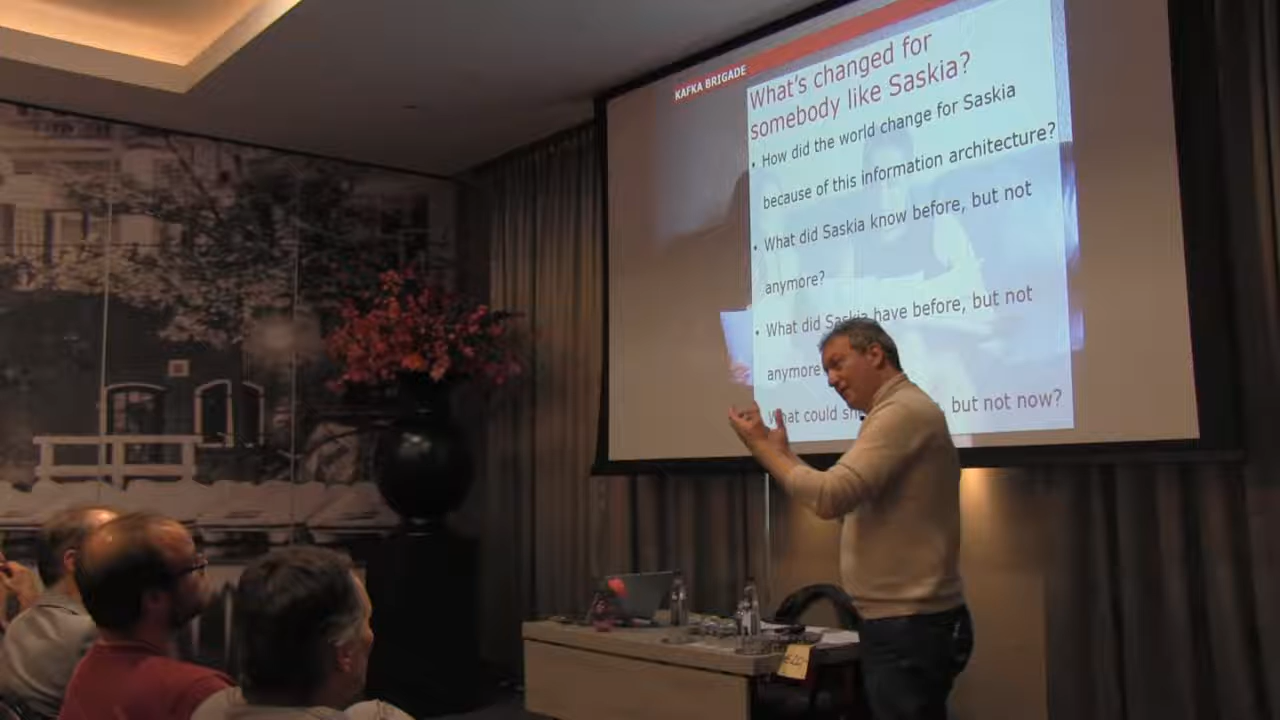 KAFKA BRIGADE
What's changed for
somebody like Saskia?
• How did the world change for Saskia
because of this information architecture?
• What did Saskia know before, but not
anymore?
• What did Saskia have before, but not
anymore
What could
but not now?